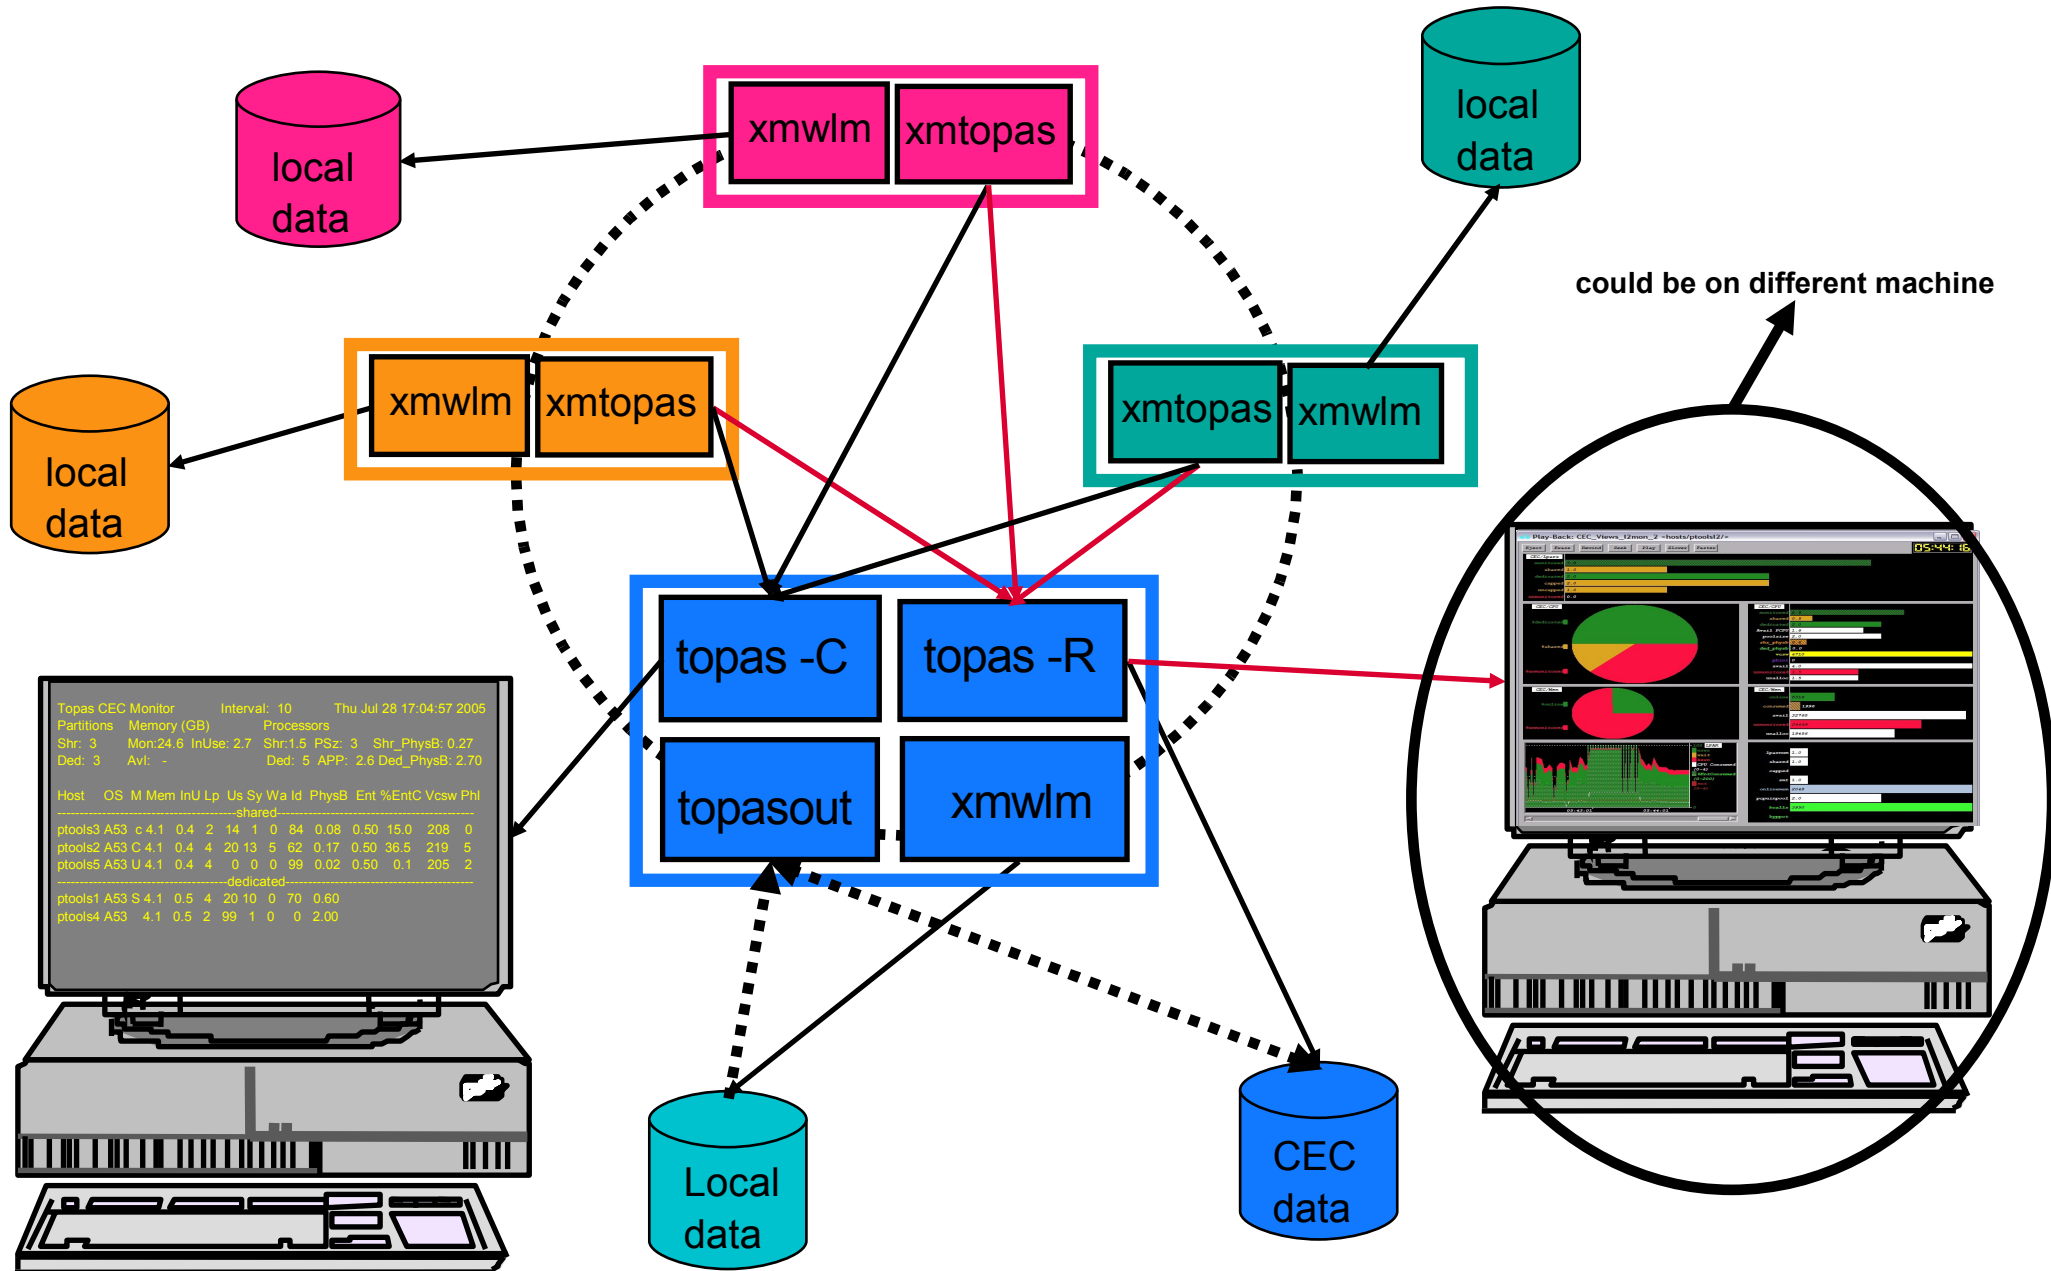 local
data
xmwlm
xmtopas
local
data
could be on different machine
local
data
xmwlm
xmtopas
xmtopas
xmwlm
topas -C
topas -R
topasout
xmwlm
Topas CEC Monitor Interval: 10 Thu Jul 28 17:04:57 2005
Partitions Memory (GB) Processors
Shr: 3 Mon:24.6 InUse: 2.7 Shr:1.5 PSz: 3 Shr_PhysB: 0.27
Ded: 3 Avl: - Ded: 5 APP: 2.6 Ded_PhysB: 2.70
Host OS M Mem InU Lp Us Sy Wa Id PhysB Ent %EntC Vcsw PhI
-------------------------------------shared-------------------------------------
ptools3 A53 c 4.1 0.4 2 14 1 0 84 0.08 0.50 15.0 208 0
ptools2 A53 C 4.1 0.4 4 20 13 5 62 0.17 0.50 36.5 219 5
ptools5 A53 U 4.1 0.4 4 0 0 0 99 0.02 0.50 0.1 205 2
-----------------------------------dedicated------------------------------------
ptools1 A53 S 4.1 0.5 4 20 10 0 70 0.60
ptools4 A53 4.1 0.5 2 99 1 0 0 2.00
Play-Back: CEC_Views_l2mon_2 ~hosts/ptoolsl2/~
05:44:16
Local
data
CEC
data